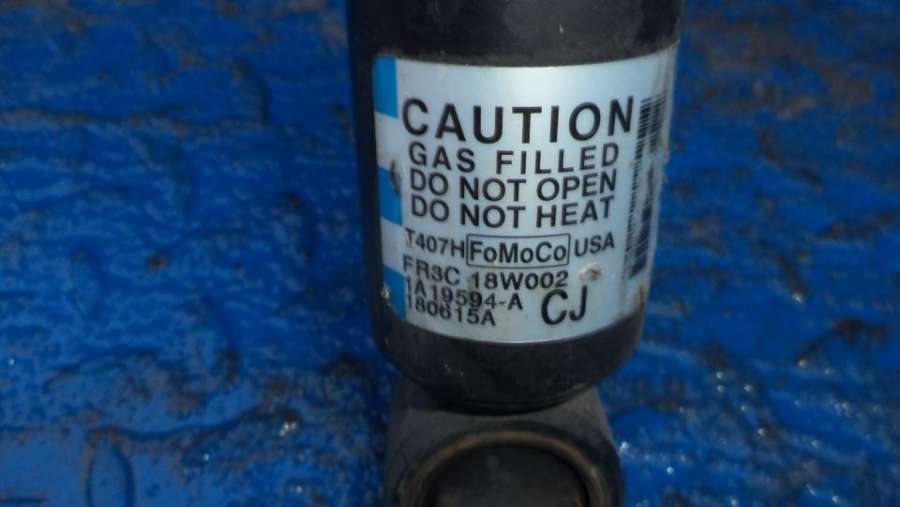 CAUTION
GAS FILLED
DO NOT OPEN
DO NOT HEAT
T407H FoMoCo USA
FR3C 18W002
1A19594-A
180615A CJ